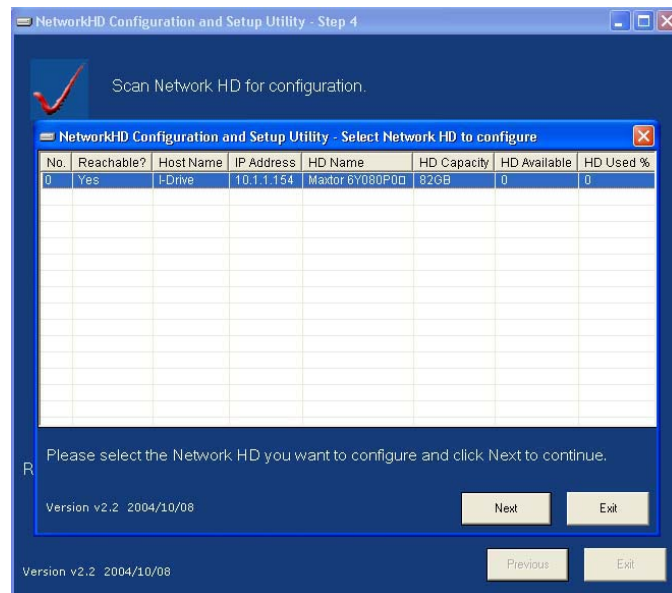 NetworkHD Configuration and Setup Utility - Step 4
Scan Network HD for configuration.
NetworkHD Configuration and Setup Utility - Select Network HD to configure
No. Reachable? Host Name IP Address HD Name HD Capacity HD Available HD Used %
0 Yes I-Drive 10.1.1.154 Maxtor 6Y080P0 82GB 0 0
Please select the Network HD you want to configure and click Next to continue.
R
Version v2.2 2004/10/08 Next Exit
Version v2.2 2004/10/08 Previous Exit